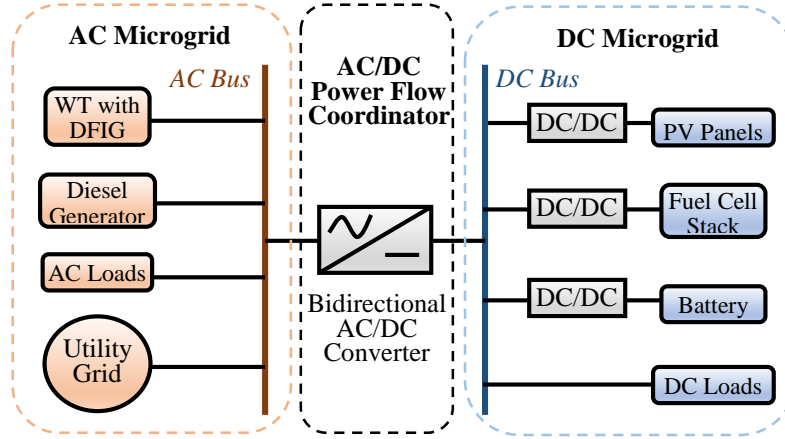 AC Microgrid
AC Bus
WT with
DFIG
Diesel
Generator
AC Loads
Utility
Grid
AC/DC
Power Flow
Coordinator
Bidirectional
AC/DC
Converter
DC Microgrid
DC Bus
DC/DC
PV Panels
DC/DC
Fuel Cell
Stack
DC/DC
Battery
DC Loads